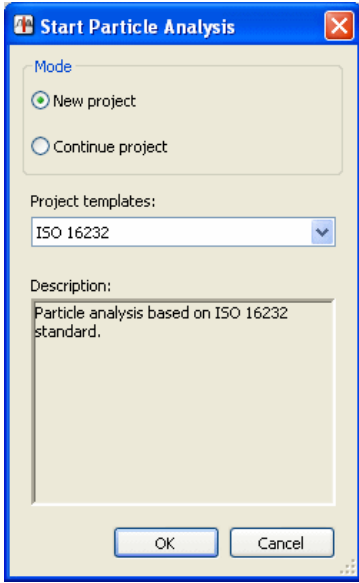 Start Particle Analysis
Mode
New project
Continue project
Project templates:
ISO 16232
Description:
Particle analysis based on ISO 16232
standard.
OK
Cancel